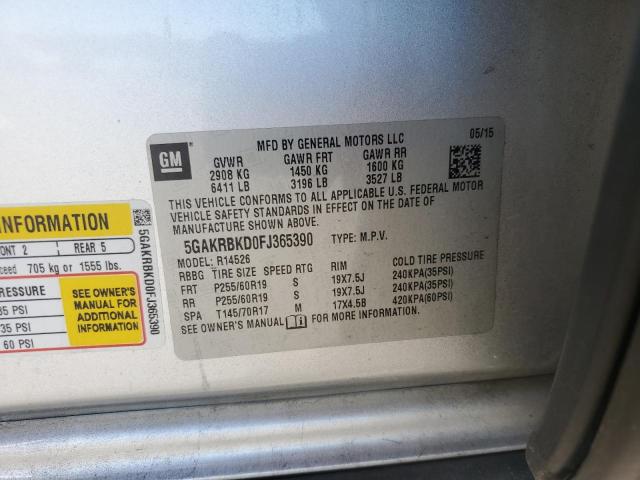 GM
MFD BY GENERAL MOTORS LLC 05/15
GVWR GAWR FRT GAWR RR
2908 KG 1450 KG 1600 KG
6411 LB 3196 LB 3527 LB
THIS VEHICLE CONFORMS TO ALL APPLICABLE U.S. FEDERAL MOTOR
VEHICLE SAFETY STANDARDS IN EFFECT ON THE DATE OF
MANUFACTURE SHOWN ABOVE.
5GAKRBKD0FJ365390 TYPE: M.P.V.
MODEL: R14526
RBBG TIRE SIZE SPEED RTG RIM COLD TIRE PRESSURE
FRT P255/60R19 S 19X7.5J 240KPA(35PSI)
RR P255/60R19 S 19X7.5J 240KPA(35PSI)
SPA T145/70R17 M 17X4.5B 420KPA(60PSI)
SEE OWNER'S MANUAL FOR MORE INFORMATION
INFORMATION
ONT 2 REAR 5
ceed 705 kg or 1555 lbs.
PRESSURE
35 PSI
35 PSI
60 PSI
SEE OWNER'S
MANUAL FOR
ADDITIONAL
INFORMATION
5GAKRBKD0FJ365390